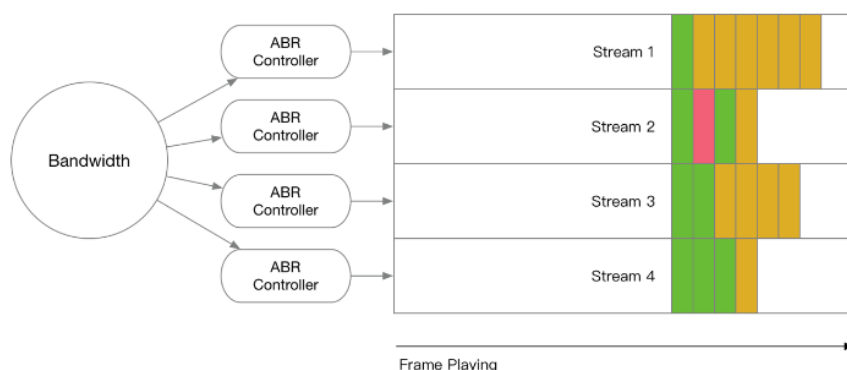 ABR
Controller
Stream 1
ABR
Controller
Stream 2
Bandwidth
ABR
Controller
Stream 3
ABR
Controller
Stream 4
Frame Playing